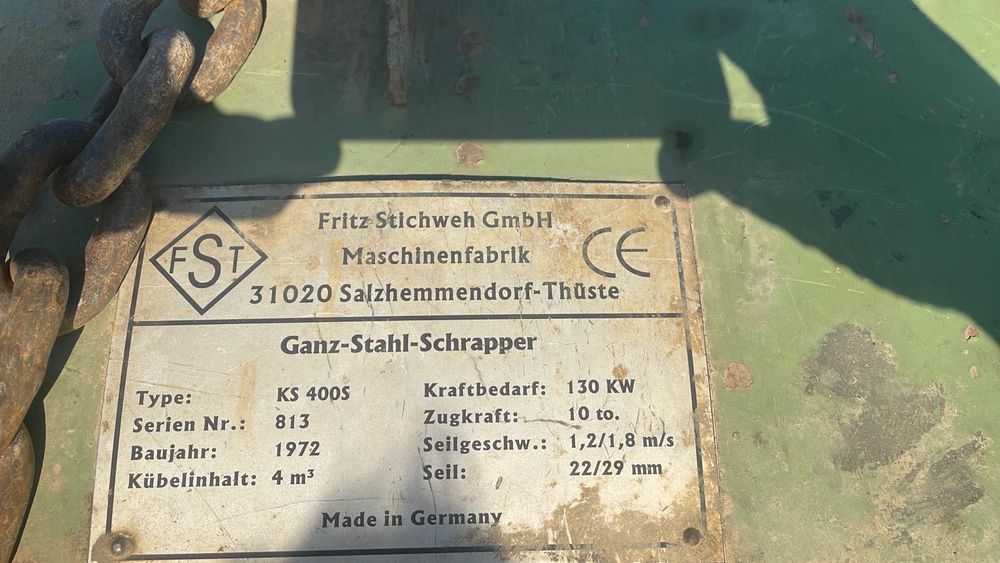 FST
Fritz Stichweh GmbH
Maschinenfabrik
31020 Salzhemmendorf-Thüste
CE
Ganz-Stahl-Schrapper
Type: KS 400S
Serien Nr.: 813
Baujahr: 1972
Kübelinhalt: 4 m³
Kraftbedarf: 130 KW
Zugkraft: 10 to.
Seilgeschw.: 1,2/1,8 m/s
Seil: 22/29 mm
Made in Germany